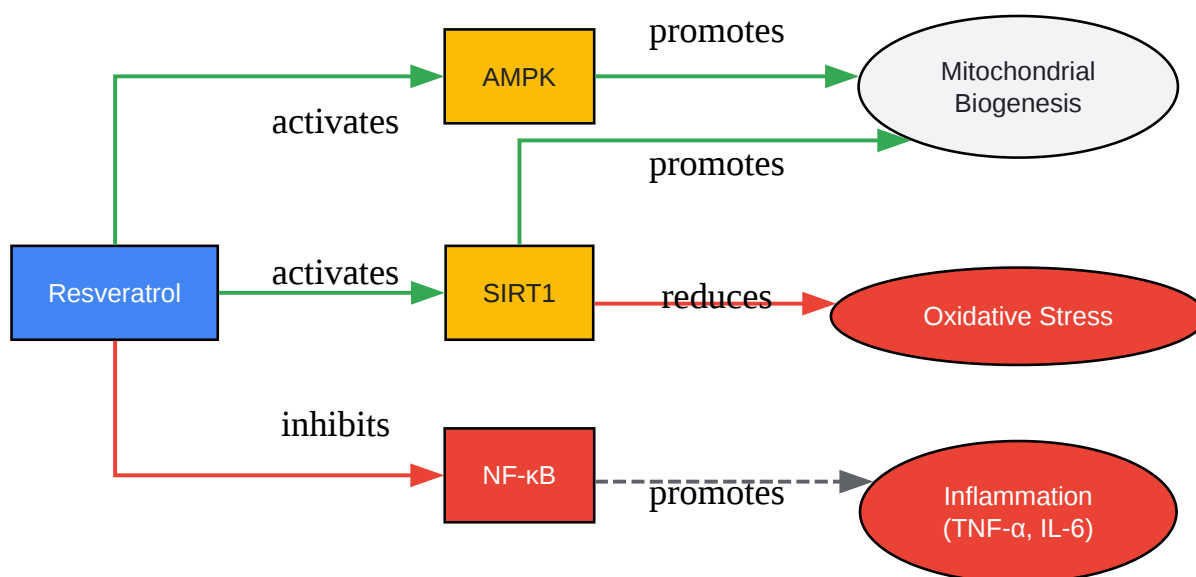 promotes
AMPK
Mitochondrial
Biogenesis
activates
promotes
activates
Resveratrol
SIRT1
reduces
Oxidative Stress
inhibits
NF-κB
promotes
Inflammation
(TNF-α, IL-6)